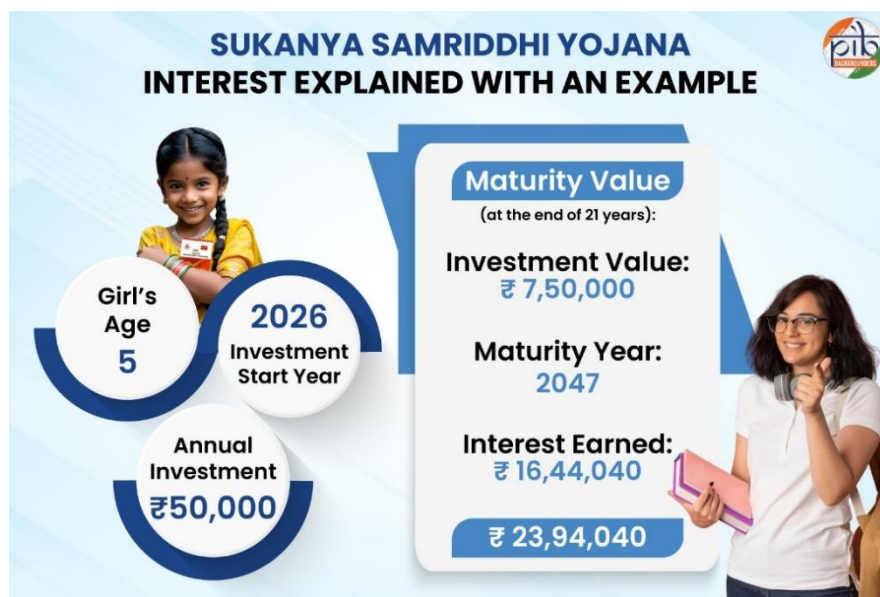 SUKANYA SAMRIDDHI YOJANA
INTEREST EXPLAINED WITH AN EXAMPLE
pib
BACKGROUNDERS
Girl's
Age
5
2026
Investment
Start Year
Annual
Investment
₹50,000
Maturity Value
(at the end of 21 years):
Investment Value:
₹ 7,50,000
Maturity Year:
2047
Interest Earned:
₹ 16,44,040
₹ 23,94,040